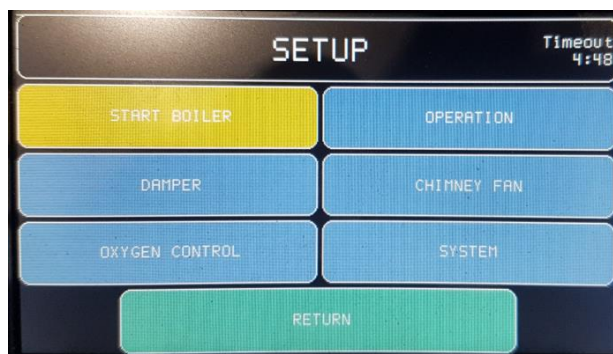 SETUP
Timeout
4:48
START BOILER
OPERATION
DAMPER
CHIMNEY FAN
OXYGEN CONTROL
SYSTEM
RETURN